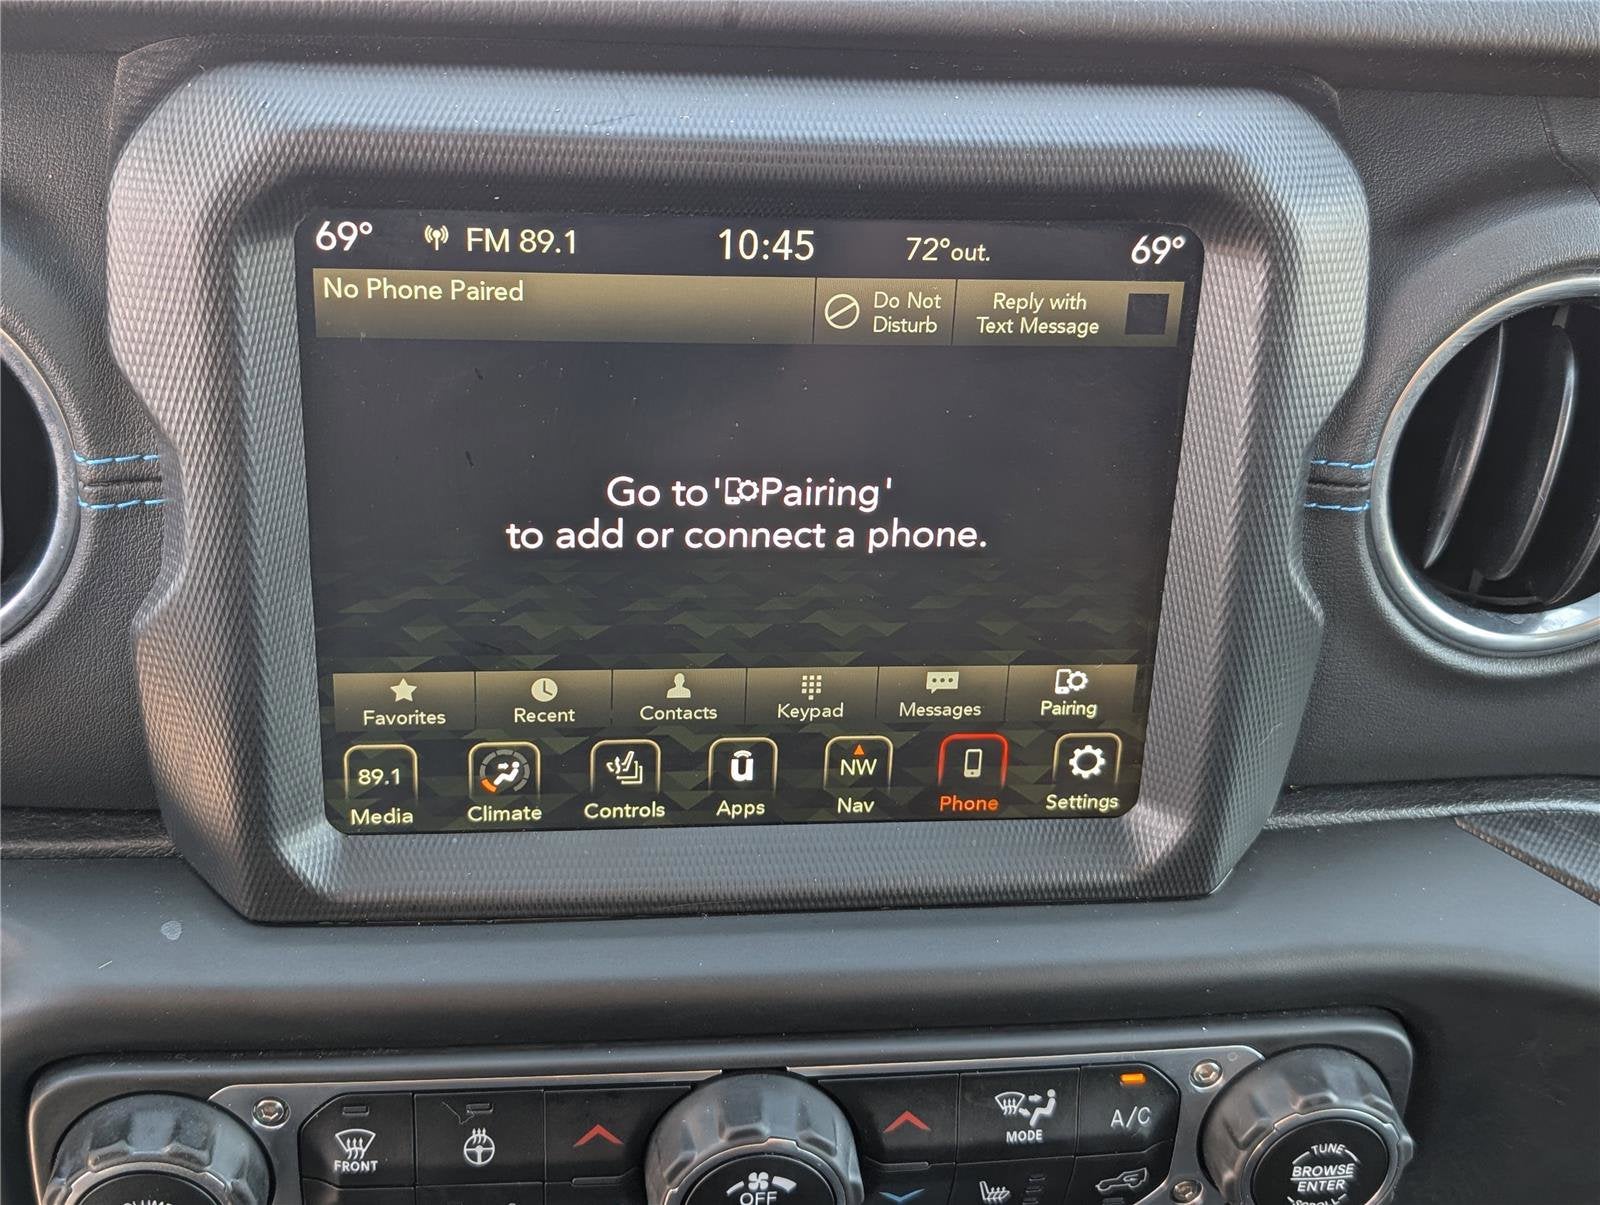 69° FM 89.1 10:45 72°out. 69°
No Phone Paired
Do Not
Disturb
Reply with
Text Message
Go to 'Pairing'
to add or connect a phone.
Favorites Recent Contacts Keypad Messages Pairing
89.1 NW
Media Climate Controls Apps Nav Phone Settings
FRONT
MODE
A/C
OFF
TUNE
BROWSE
ENTER